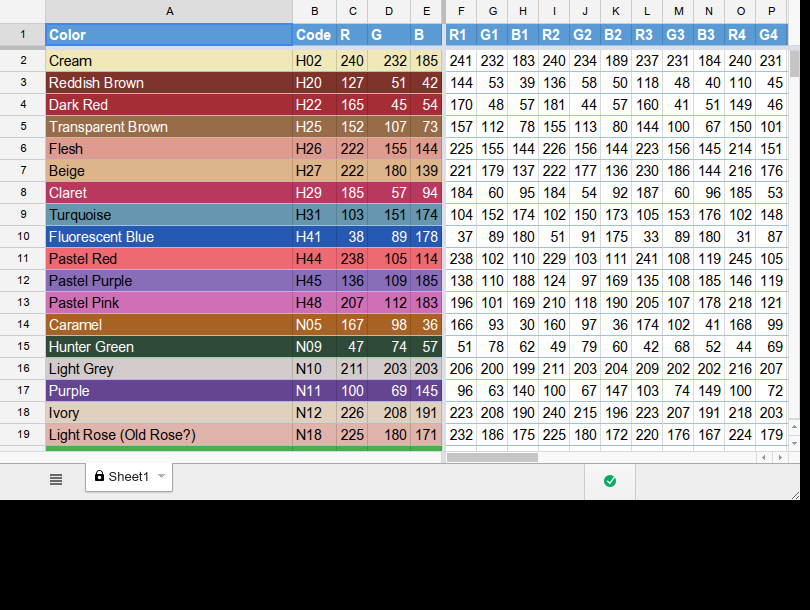 A B C D E F G H I J K L M N O P
1 Color Code R G B R1 G1 B1 R2 G2 B2 R3 G3 B3 R4 G4
2 Cream H02 240 232 185 241 232 183 240 234 189 237 231 184 240 231
3 Reddish Brown H20 127 51 42 144 53 39 136 58 50 118 48 40 110 45
4 Dark Red H22 165 45 54 170 48 57 181 44 57 160 41 51 149 46
5 Transparent Brown H25 152 107 73 157 112 78 155 113 80 144 100 67 150 101
6 Flesh H26 222 155 144 225 155 144 226 156 144 223 156 145 214 151
7 Beige H27 222 180 139 221 179 137 222 177 136 230 186 144 216 176
8 Claret H29 185 57 94 184 60 95 184 54 92 187 60 96 185 53
9 Turquoise H31 103 151 174 104 152 174 102 150 173 105 153 176 102 148
10 Fluorescent Blue H41 38 89 178 37 89 180 51 91 175 33 89 180 31 87
11 Pastel Red H44 238 105 114 238 102 110 229 103 111 241 108 119 245 105
12 Pastel Purple H45 136 109 185 138 110 188 124 97 169 135 108 185 146 119
13 Pastel Pink H48 207 112 183 196 101 169 210 118 190 205 107 178 218 121
14 Caramel N05 167 98 36 166 93 30 160 97 36 174 102 41 168 99
15 Hunter Green N09 47 74 57 51 78 62 49 79 60 42 68 52 44 69
16 Light Grey N10 211 203 203 206 200 199 211 203 204 209 202 202 216 207
17 Purple N11 100 69 145 96 63 140 100 67 147 103 74 149 100 72
18 Ivory N12 226 208 191 223 208 190 240 215 196 223 207 191 218 203
19 Light Rose (Old Rose?) N18 225 180 171 232 186 175 225 180 172 220 176 167 224 179
Sheet1